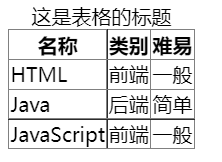 这是表格的标题
名称 类别 难易
HTML 前端 一般
Java 后端 简单
JavaScript 前端 一般